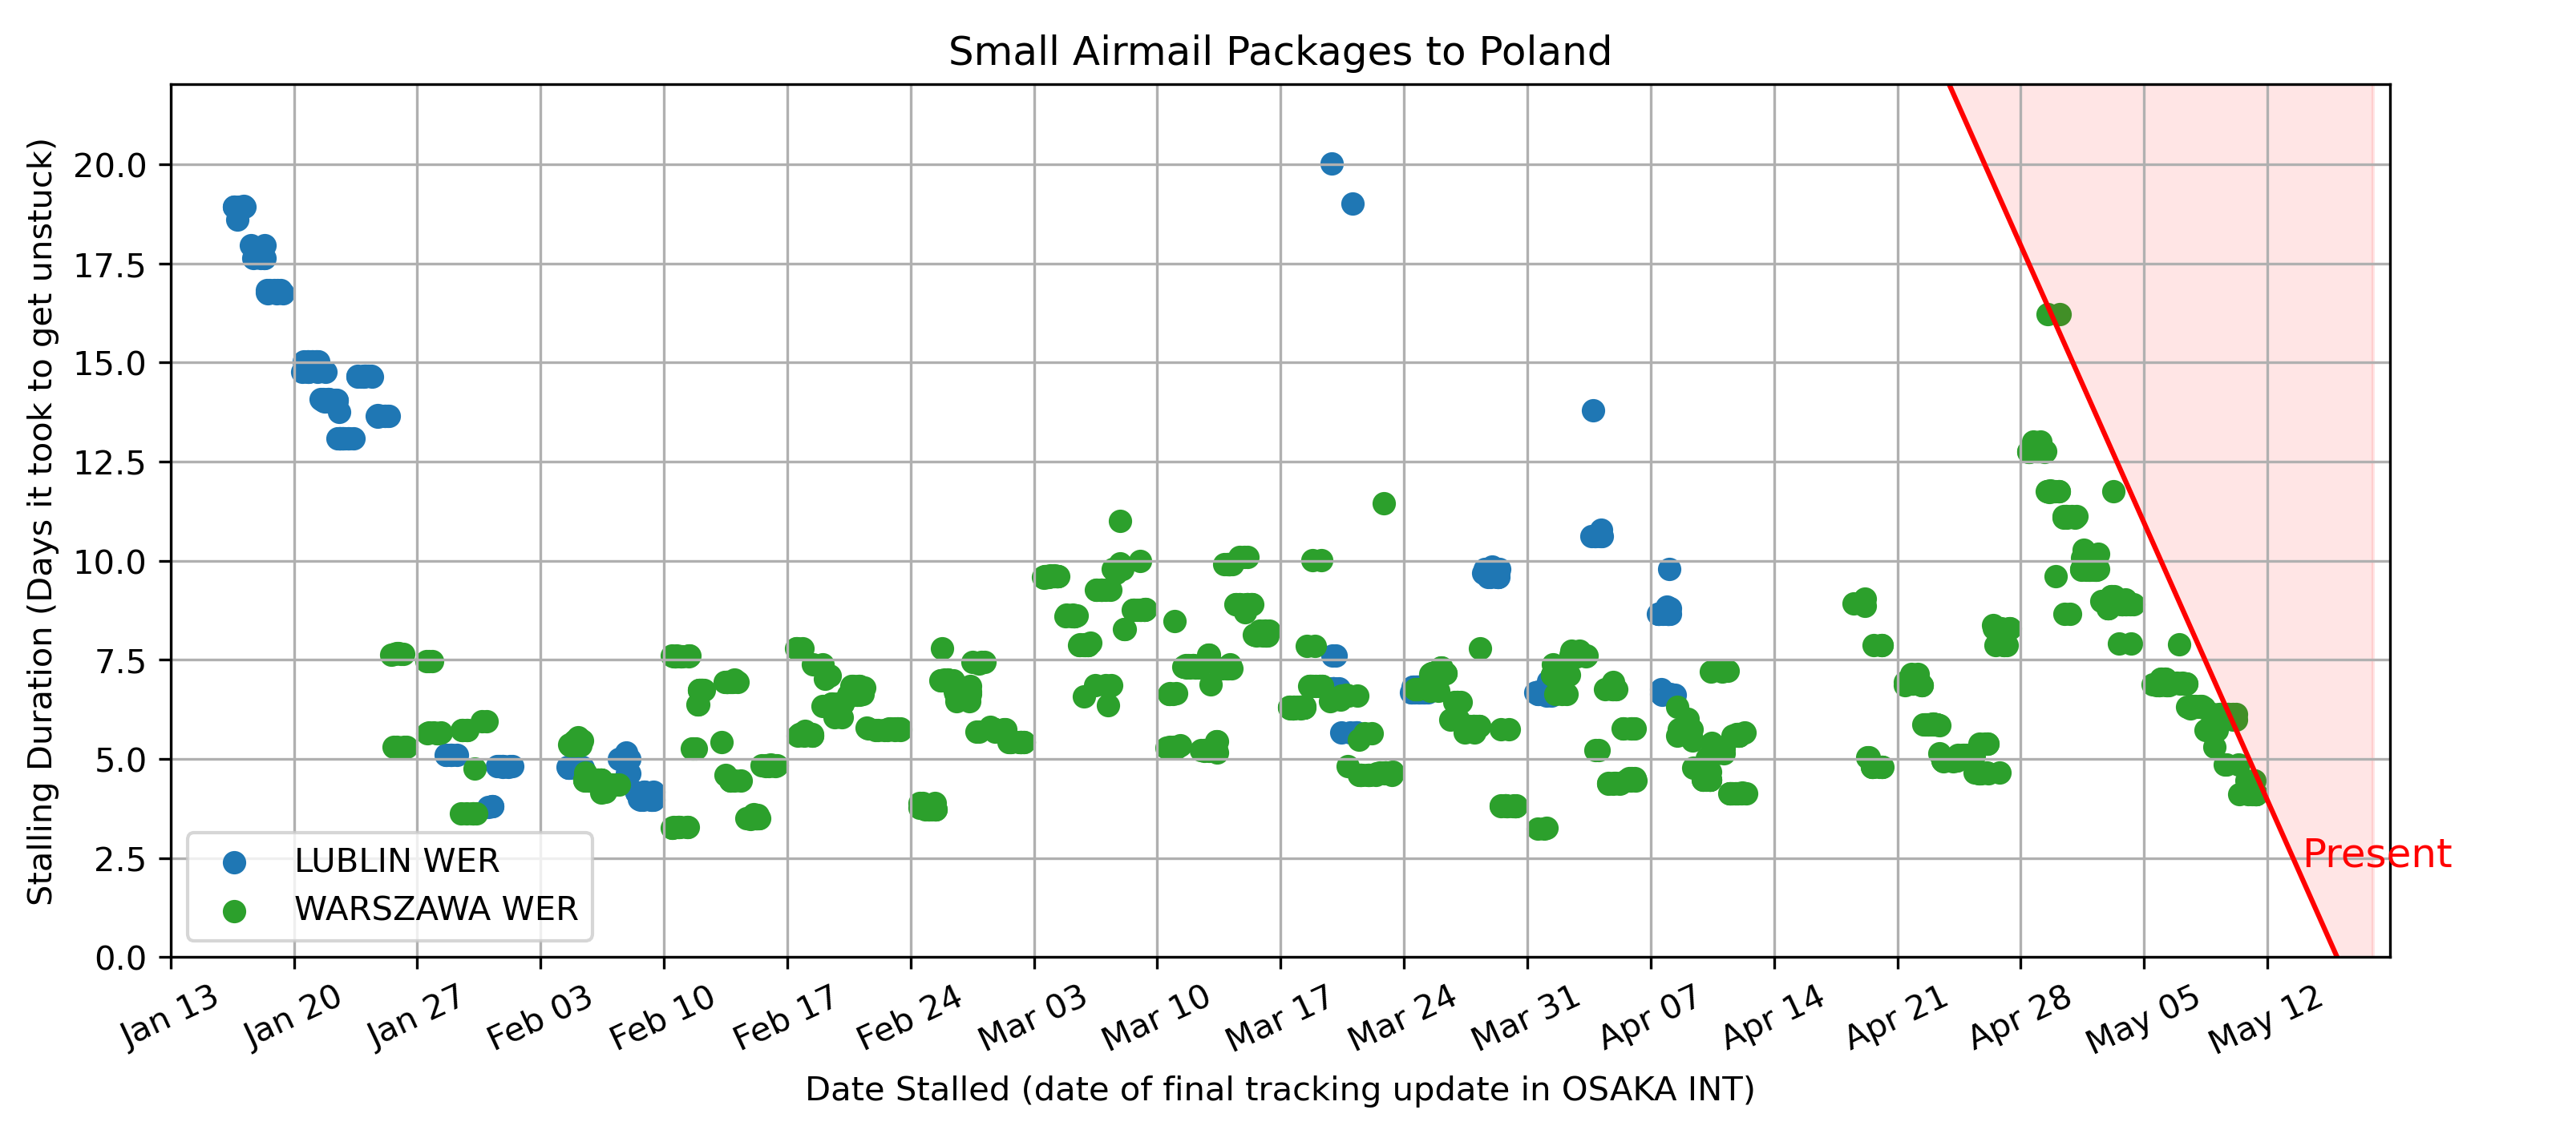 Small Airmail Packages to Poland
Stalling Duration (Days it took to get unstuck)
20.0
17.5
15.0
12.5
10.0
7.5
5.0
2.5
0.0
LUBLIN WER
WARSZAWA WER
Present
Jan 13 Jan 20 Jan 27 Feb 03 Feb 10 Feb 17 Feb 24 Mar 03 Mar 10 Mar 17 Mar 24 Mar 31 Apr 07 Apr 14 Apr 21 Apr 28 May 05 May 12
Date Stalled (date of final tracking update in OSAKA INT)